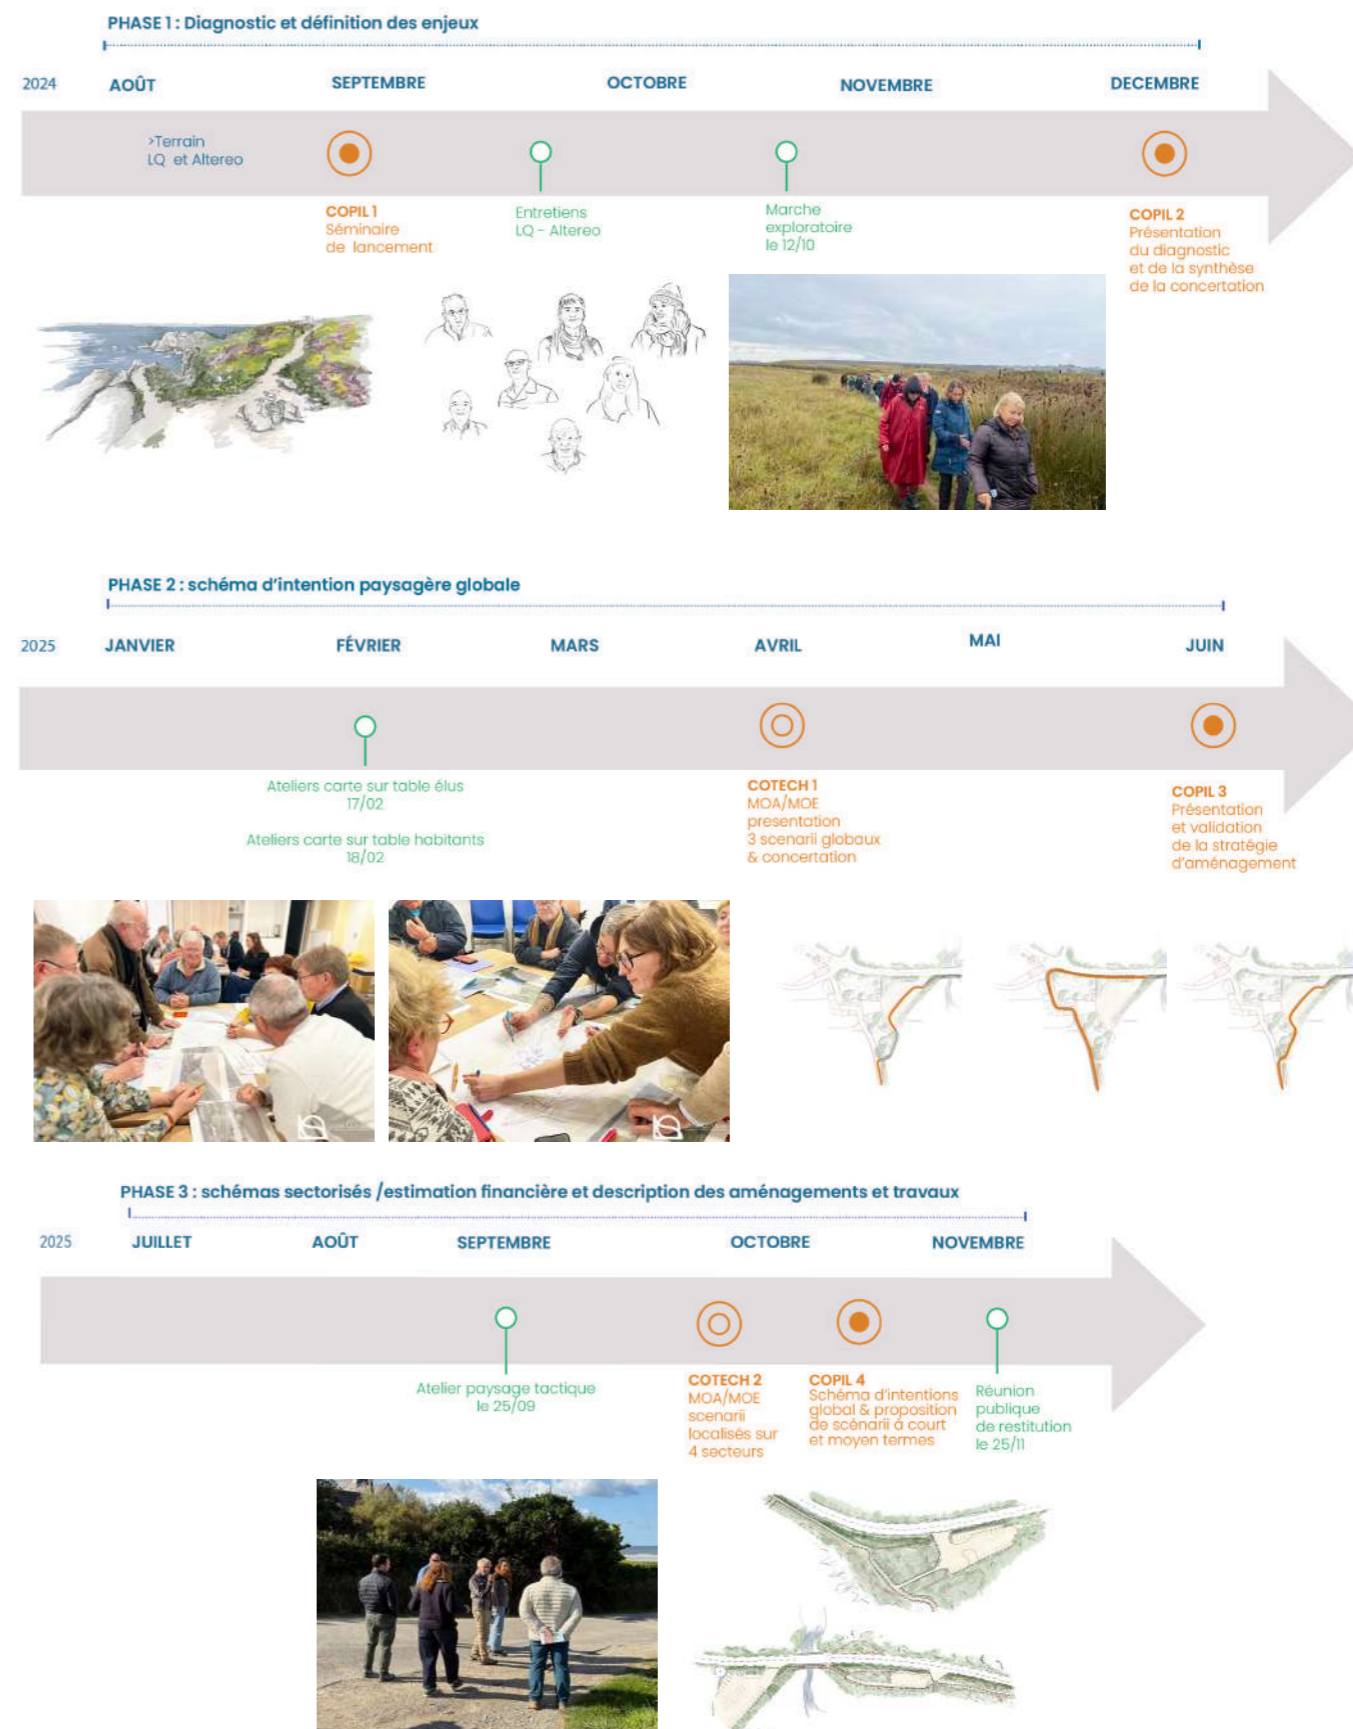 PHASE 1 : Diagnostic et définition des enjeux
2024
AOÛT
SEPTEMBRE
OCTOBRE
NOVEMBRE
DECEMBRE
>Terrain
LQ et Altereo
COPIL 1
Séminaire
de lancement
Entretiens
LQ - Altereo
Marche
exploratoire
le 12/10
COPIL 2
Présentation
du diagnostic
et de la synthèse
de la concertation
PHASE 2 : schéma d'intention paysagère globale
2025
JANVIER
FÉVRIER
MARS
AVRIL
MAI
JUIN
Ateliers carte sur table élus
17/02
Ateliers carte sur table habitants
18/02
COTECH 1
MOA/MOE
presentation
3 scenarii globaux
& concertation
COPIL 3
Présentation
et validation
de la stratégie
d'aménagement
PHASE 3 : schémas sectorisés /estimation financière et description des aménagements et travaux
2025
JUILLET
AOÛT
SEPTEMBRE
OCTOBRE
NOVEMBRE
Atelier paysage tactique
le 25/09
COTECH 2
MOA/MOE
scenarii
localisés sur
4 secteurs
COPIL 4
Schéma d'intentions
global & proposition
de scénarii à court
et moyen termes
Réunion
publique
de restitution
le 25/11